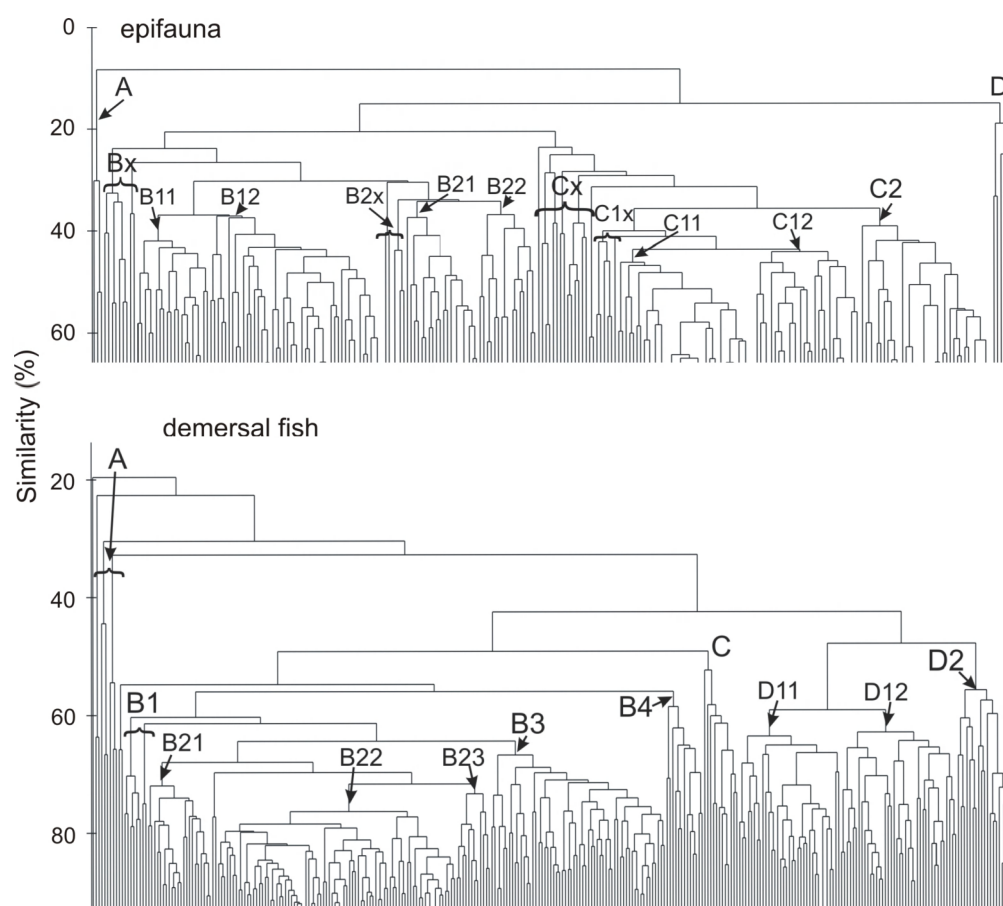 0
epifauna
A
D
20
Bx
B11
B12
B2x
B21
B22
Cx
C1x
C11
C12
C2
40
60
Similarity (%)
demersal fish
A
20
40
C
D2
B1
B4
D11
D12
60
B21
B22
B23
B3
80